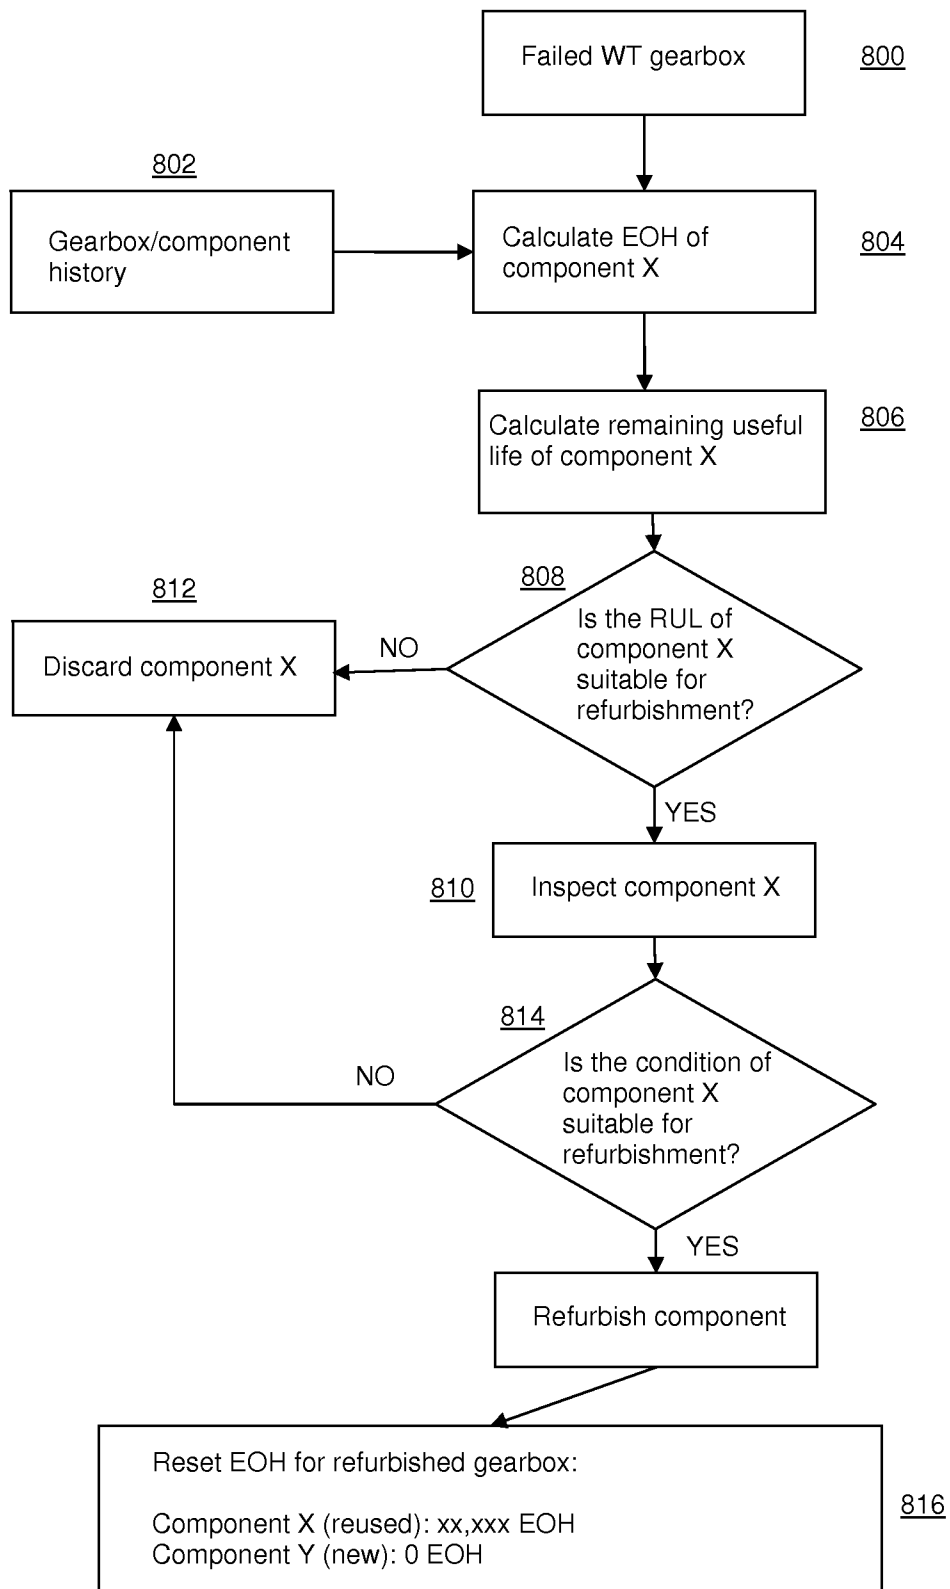 Failed WT gearbox
800
802
Gearbox/component
history
Calculate EOH of
component X
804
Calculate remaining useful
life of component X
806
808
Is the RUL of
component X
suitable for
refurbishment?
812
NO
Discard component X
YES
810
Inspect component X
814
NO
Is the condition of
component X
suitable for
refurbishment?
YES
Refurbish component
Reset EOH for refurbished gearbox:
Component X (reused): xx,xxx EOH
Component Y (new): 0 EOH
816